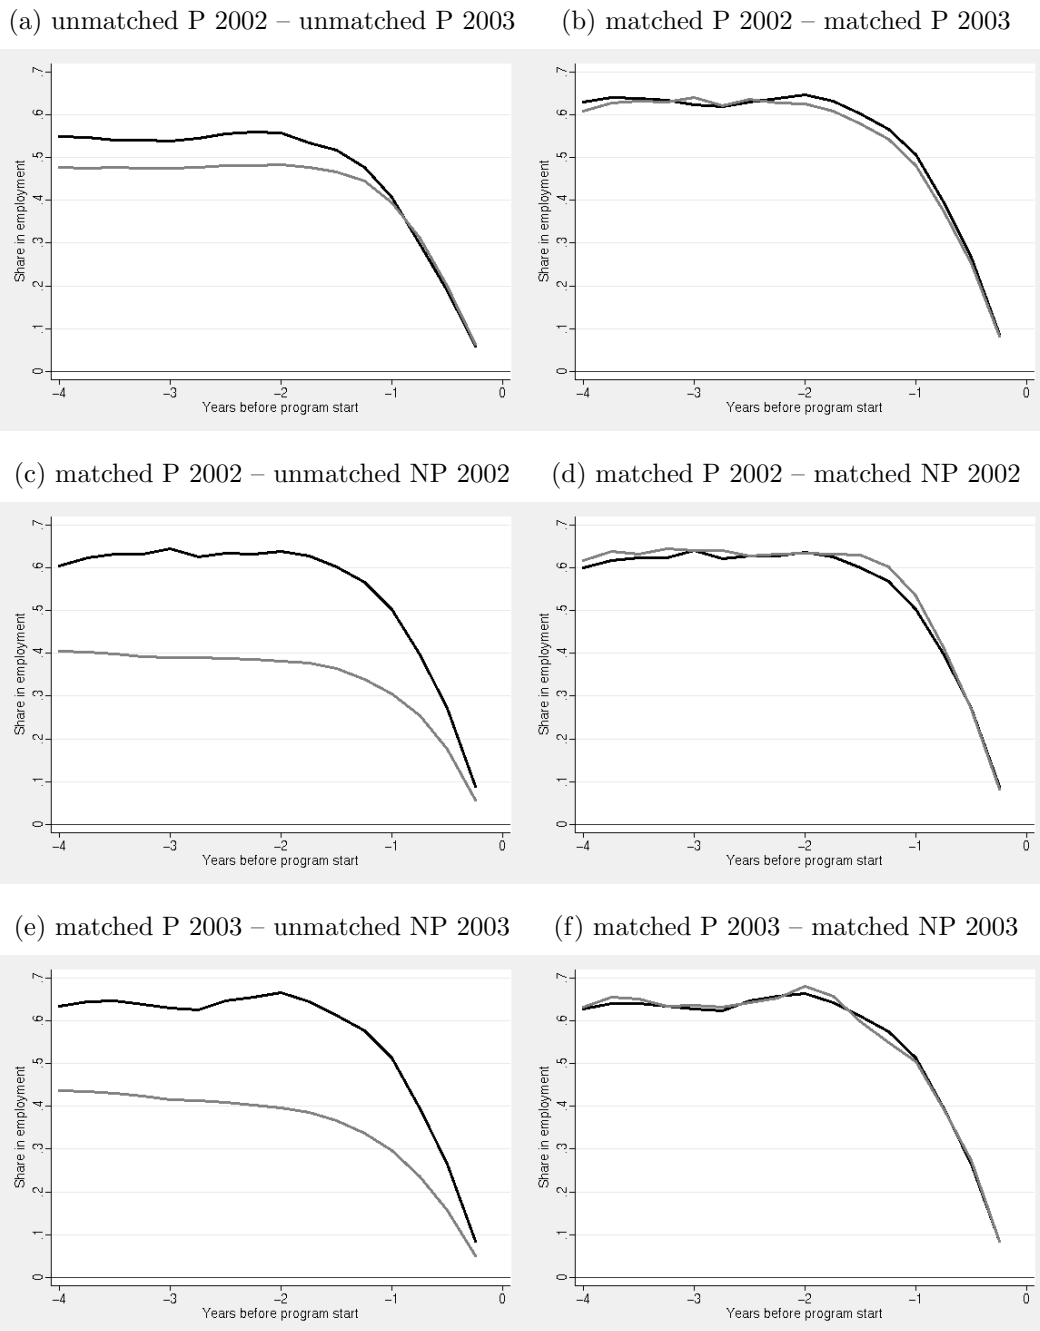 (a) unmatched P 2002 – unmatched P 2003
(b) matched P 2002 – matched P 2003
Share in employment
.7
.6
.5
.4
.3
.2
.1
0
–4 –3 –2 –1 0
Years before program start
Share in employment
.7
.6
.5
.4
.3
.2
.1
0
–4 –3 –2 –1 0
Years before program start
(c) matched P 2002 – unmatched NP 2002
(d) matched P 2002 – matched NP 2002
Share in employment
.7
.6
.5
.4
.3
.2
.1
0
–4 –3 –2 –1 0
Years before program start
Share in employment
.7
.6
.5
.4
.3
.2
.1
0
–4 –3 –2 –1 0
Years before program start
(e) matched P 2003 – unmatched NP 2003
(f) matched P 2003 – matched NP 2003
Share in employment
.7
.6
.5
.4
.3
.2
.1
0
–4 –3 –2 –1 0
Years before program start
Share in employment
.7
.6
.5
.4
.3
.2
.1
0
–4 –3 –2 –1 0
Years before program start